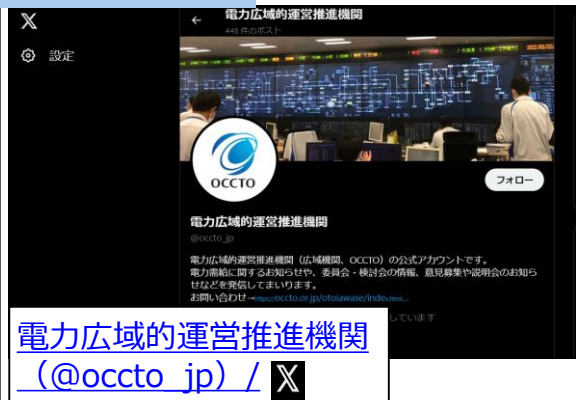 電力広域的運営推進機関
448 件のポスト
設定
OCCTO
フォロー
電力広域的運営推進機関
@occto_jp
電力広域的運営推進機関（広域機関、OCCTO）の公式アカウントです。
電力需給に関するお知らせや、委員会・検討会の情報、意見募集や説明会のお知ら
せなどを発信してまいります。
お問い合わせ→https://occto.or.jp/otoiawase/index.html…
しています
電力広域的運営推進機関
（@occto_jp）/ X